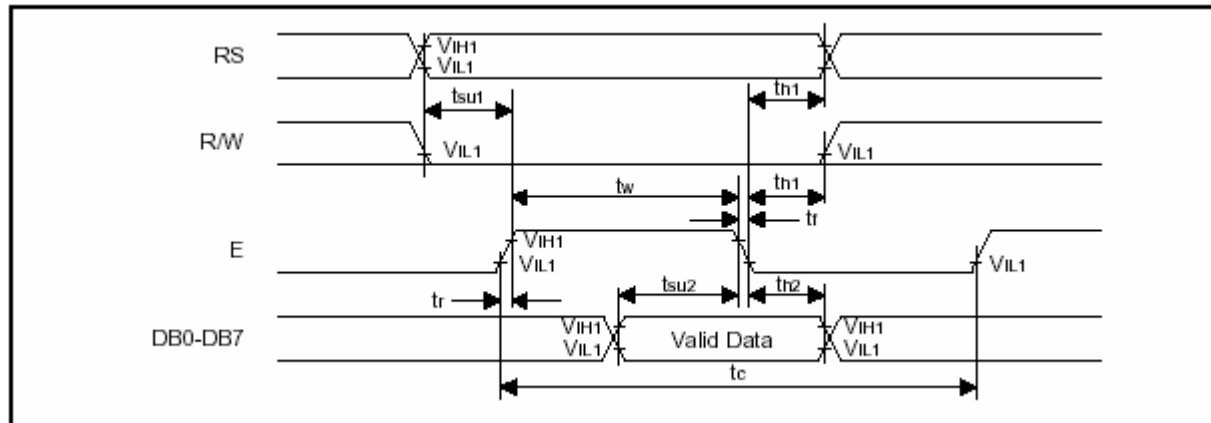 RS
VIH1
VIL1
tsu1
th1
R/W
VIL1
VIL1
tw
th1
tf
E
VIH1
VIL1
VIL1
tr
tsu2
th2
DB0-DB7
VIH1
VIL1
Valid Data
VIH1
VIL1
tc